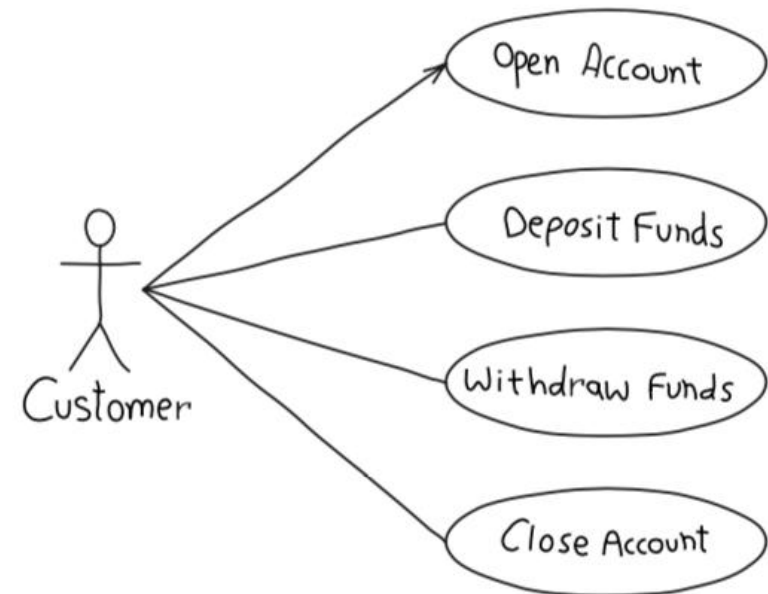 Open Account
Deposit Funds
Withdraw Funds
Close Account
Customer